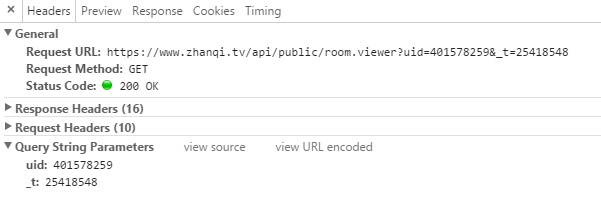 × Headers Preview Response Cookies Timing
▼ General
Request URL: https://www.zhanqi.tv/api/public/room.viewer?uid=401578259&_t=25418548
Request Method: GET
Status Code: 200 OK
▶ Response Headers (16)
▶ Request Headers (10)
▼ Query String Parameters view source view URL encoded
uid: 401578259
_t: 25418548